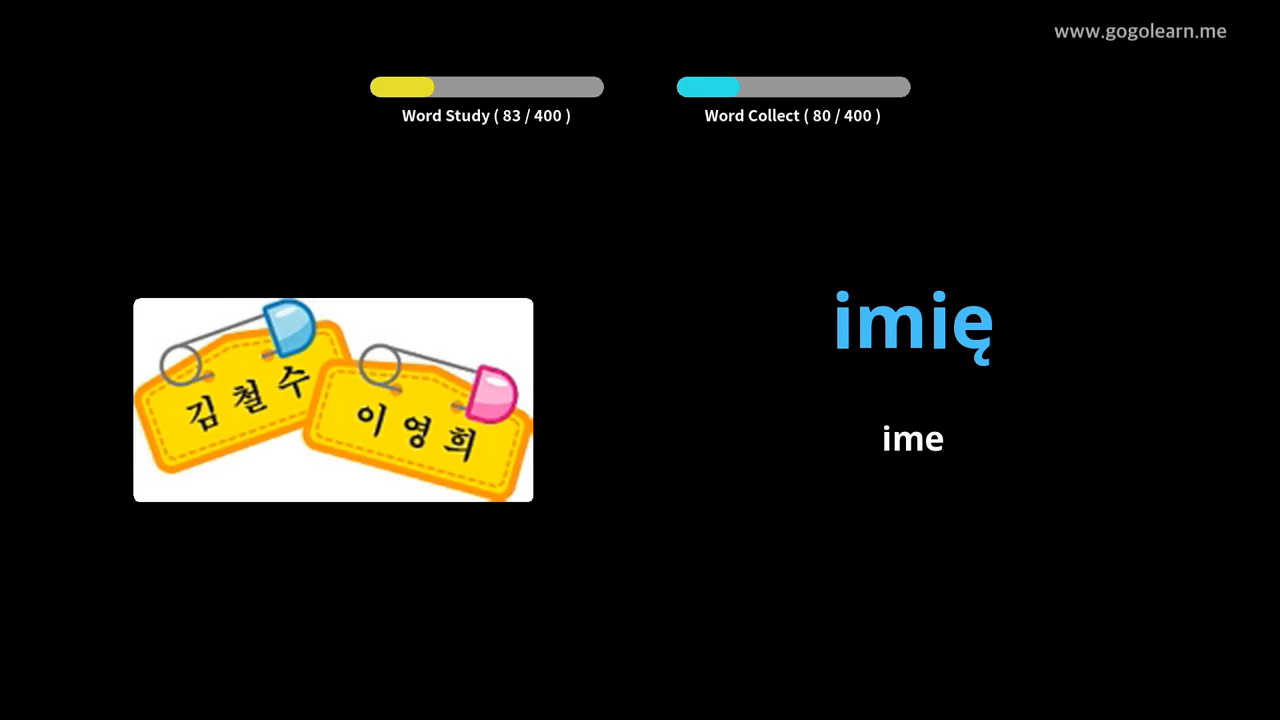 www.gogolearn.me
Word Study ( 83 / 400 )
Word Collect ( 80 / 400 )
김철수
이영희
imię
ime